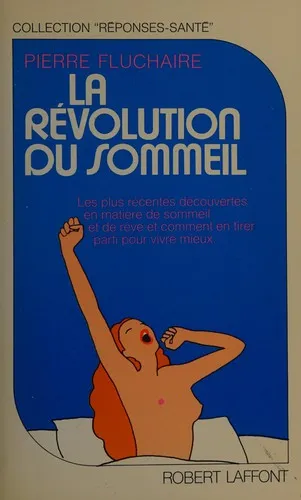 COLLECTION "RÉPONSES-SANTÉ"
PIERRE FLUCHAIRE
LA
RÉVOLUTION
DU SOMMEIL
Les plus récentes découvertes
en matière de sommeil
et de rêve et comment en tirer
parti pour vivre mieux
ROBERT LAFFONT